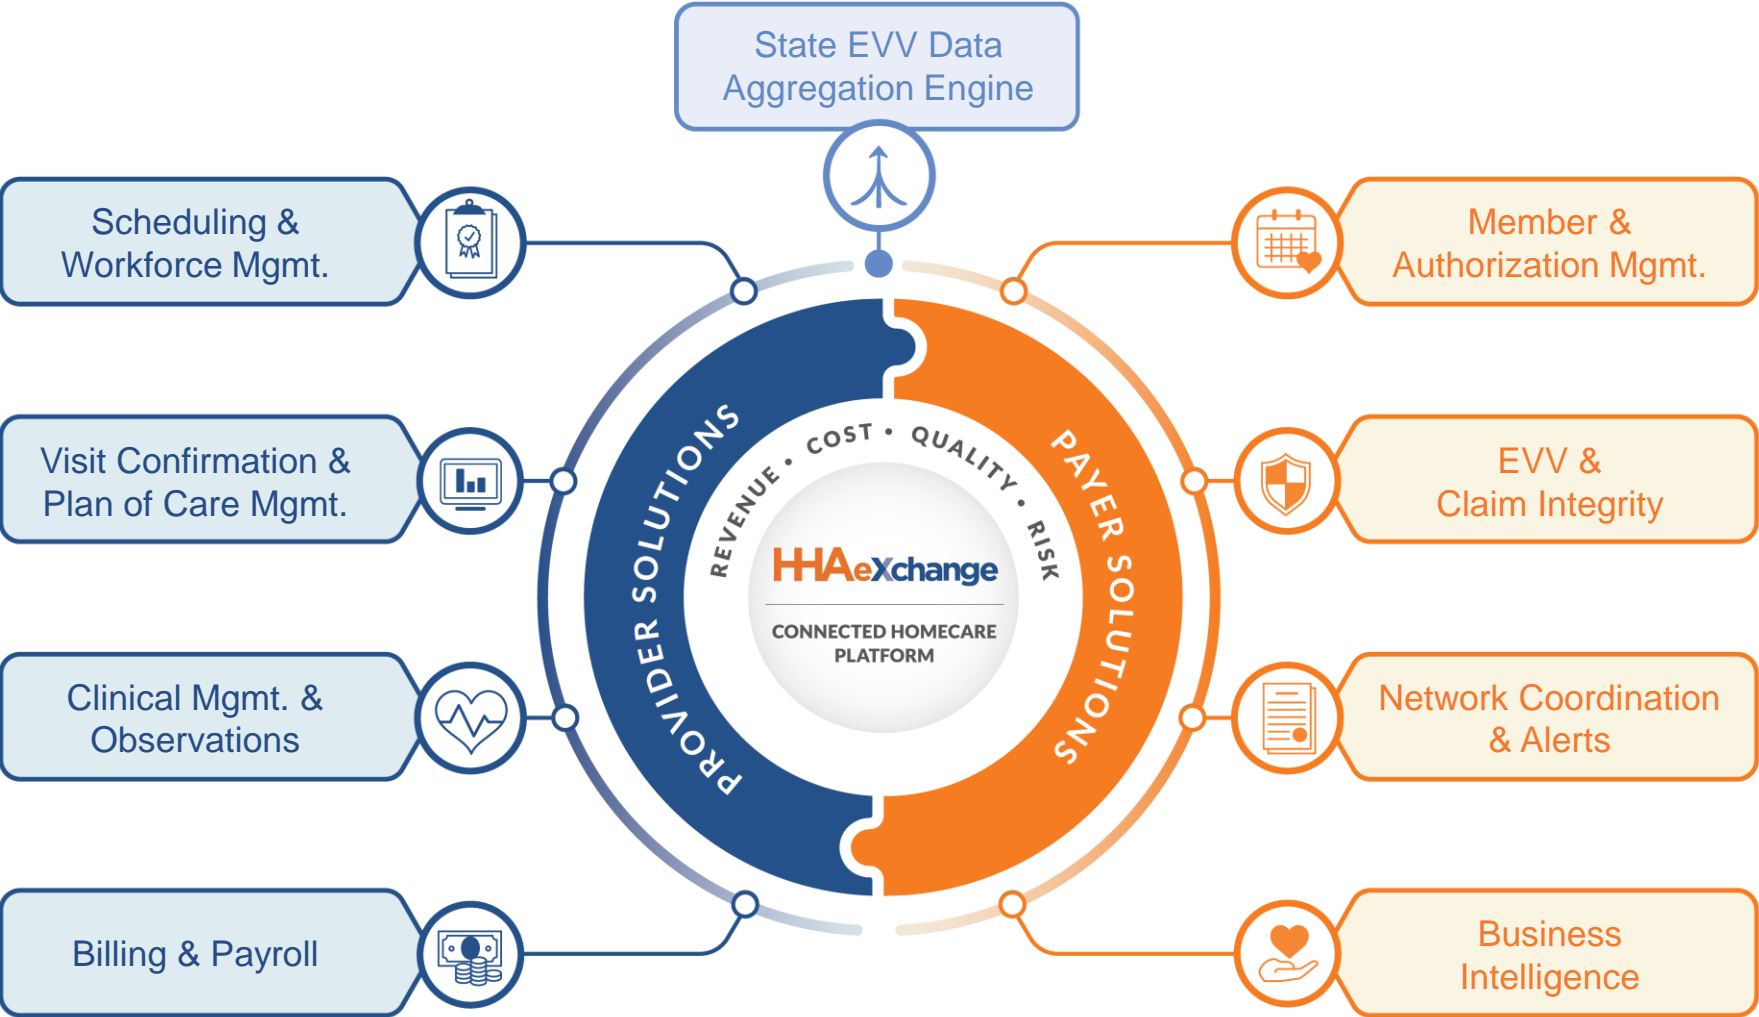 State EVV Data
Aggregation Engine
Scheduling &
Workforce Mgmt.
Visit Confirmation &
Plan of Care Mgmt.
Clinical Mgmt. &
Observations
Billing & Payroll
PROVIDER SOLUTIONS
REVENUE • COST • QUALITY • RISK
HHAeXchange
CONNECTED HOMECARE
PLATFORM
PAYER SOLUTIONS
Member &
Authorization Mgmt.
EVV &
Claim Integrity
Network Coordination
& Alerts
Business
Intelligence